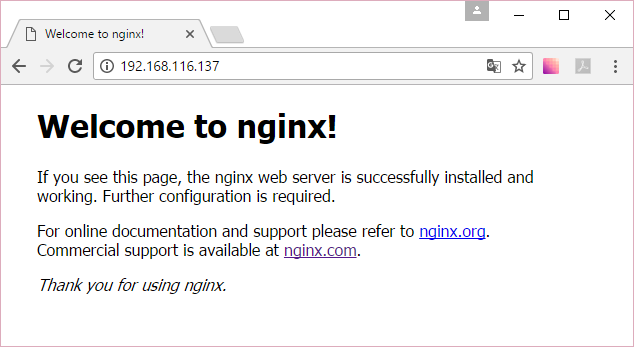 Welcome to nginx!
192.168.116.137
Welcome to nginx!
If you see this page, the nginx web server is successfully installed and
working. Further configuration is required.
For online documentation and support please refer to nginx.org.
Commercial support is available at nginx.com.
Thank you for using nginx.